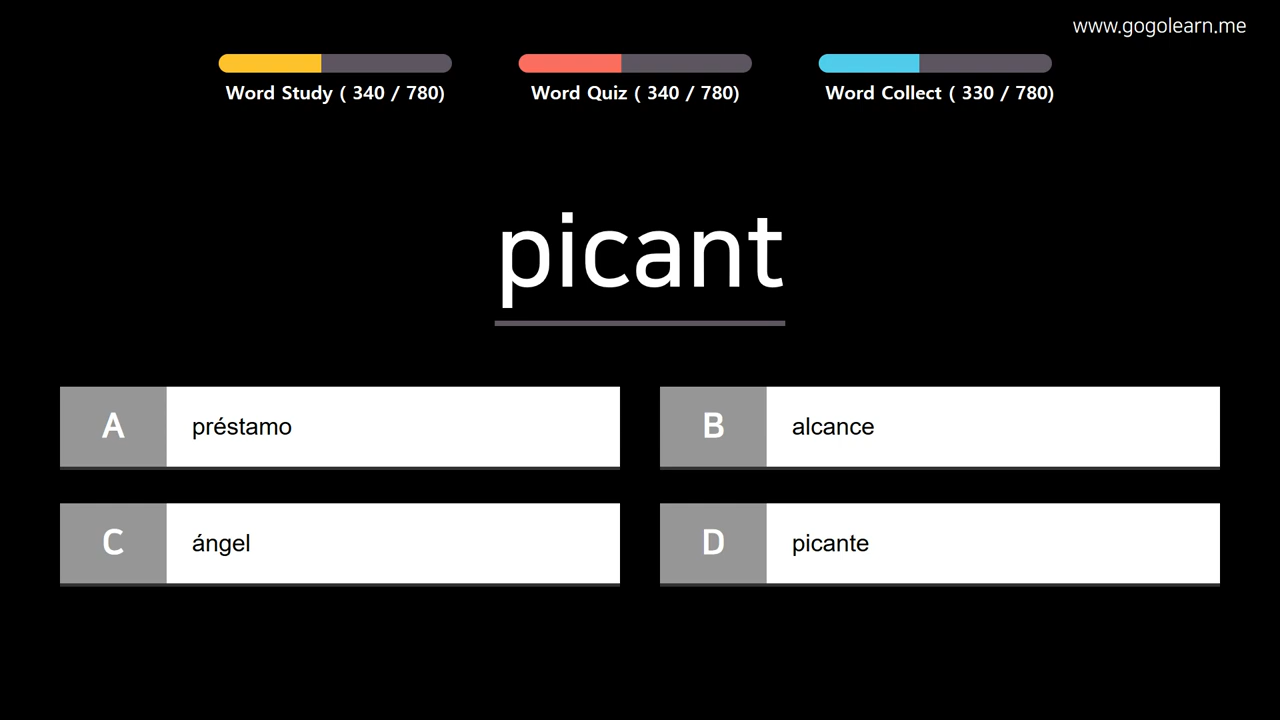 www.gogolearn.me
Word Study ( 340 / 780)
Word Quiz ( 340 / 780)
Word Collect ( 330 / 780)
picant
A préstamo
B alcance
C ángel
D picante